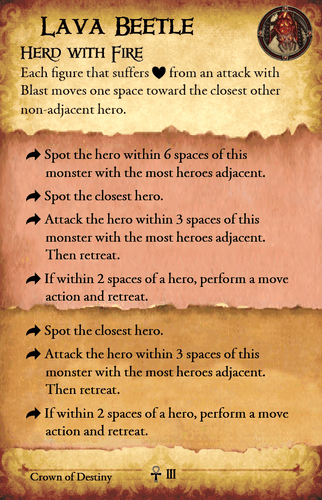 Lava Beetle
Herd with Fire
Each figure that suffers ♥ from an attack with
Blast moves one space toward the closest other
non-adjacent hero.
Spot the hero within 6 spaces of this
monster with the most heroes adjacent.
Spot the closest hero.
Attack the hero within 3 spaces of this
monster with the most heroes adjacent.
Then retreat.
If within 2 spaces of a hero, perform a move
action and retreat.
Spot the closest hero.
Attack the hero within 3 spaces of this
monster with the most heroes adjacent.
Then retreat.
If within 2 spaces of a hero, perform a move
action and retreat.
Crown of Destiny III